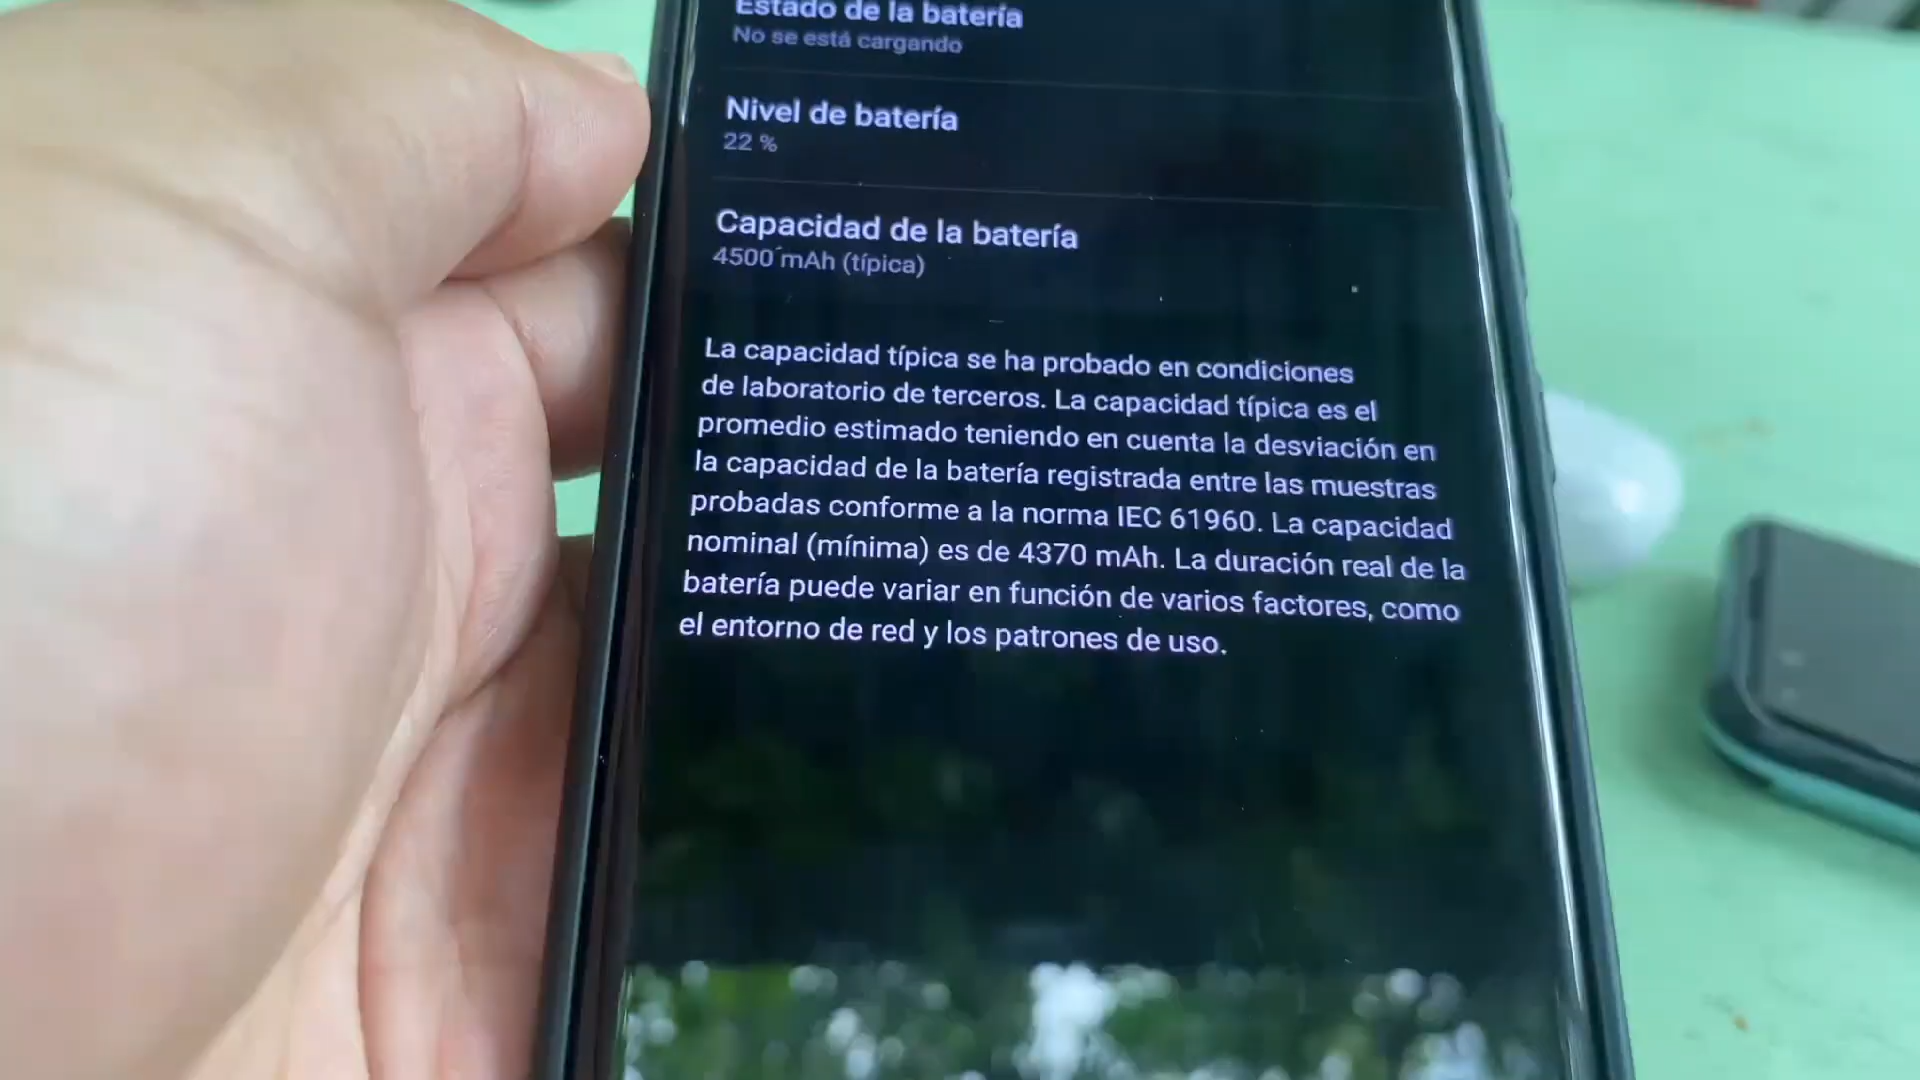 Estado de la batería
No se está cargando
Nivel de batería
22 %
Capacidad de la batería
4500 mAh (típica)
La capacidad típica se ha probado en condiciones
de laboratorio de terceros. La capacidad típica es el
promedio estimado teniendo en cuenta la desviación en
la capacidad de la batería registrada entre las muestras
probadas conforme a la norma IEC 61960. La capacidad
nominal (mínima) es de 4370 mAh. La duración real de la
batería puede variar en función de varios factores, como
el entorno de red y los patrones de uso.